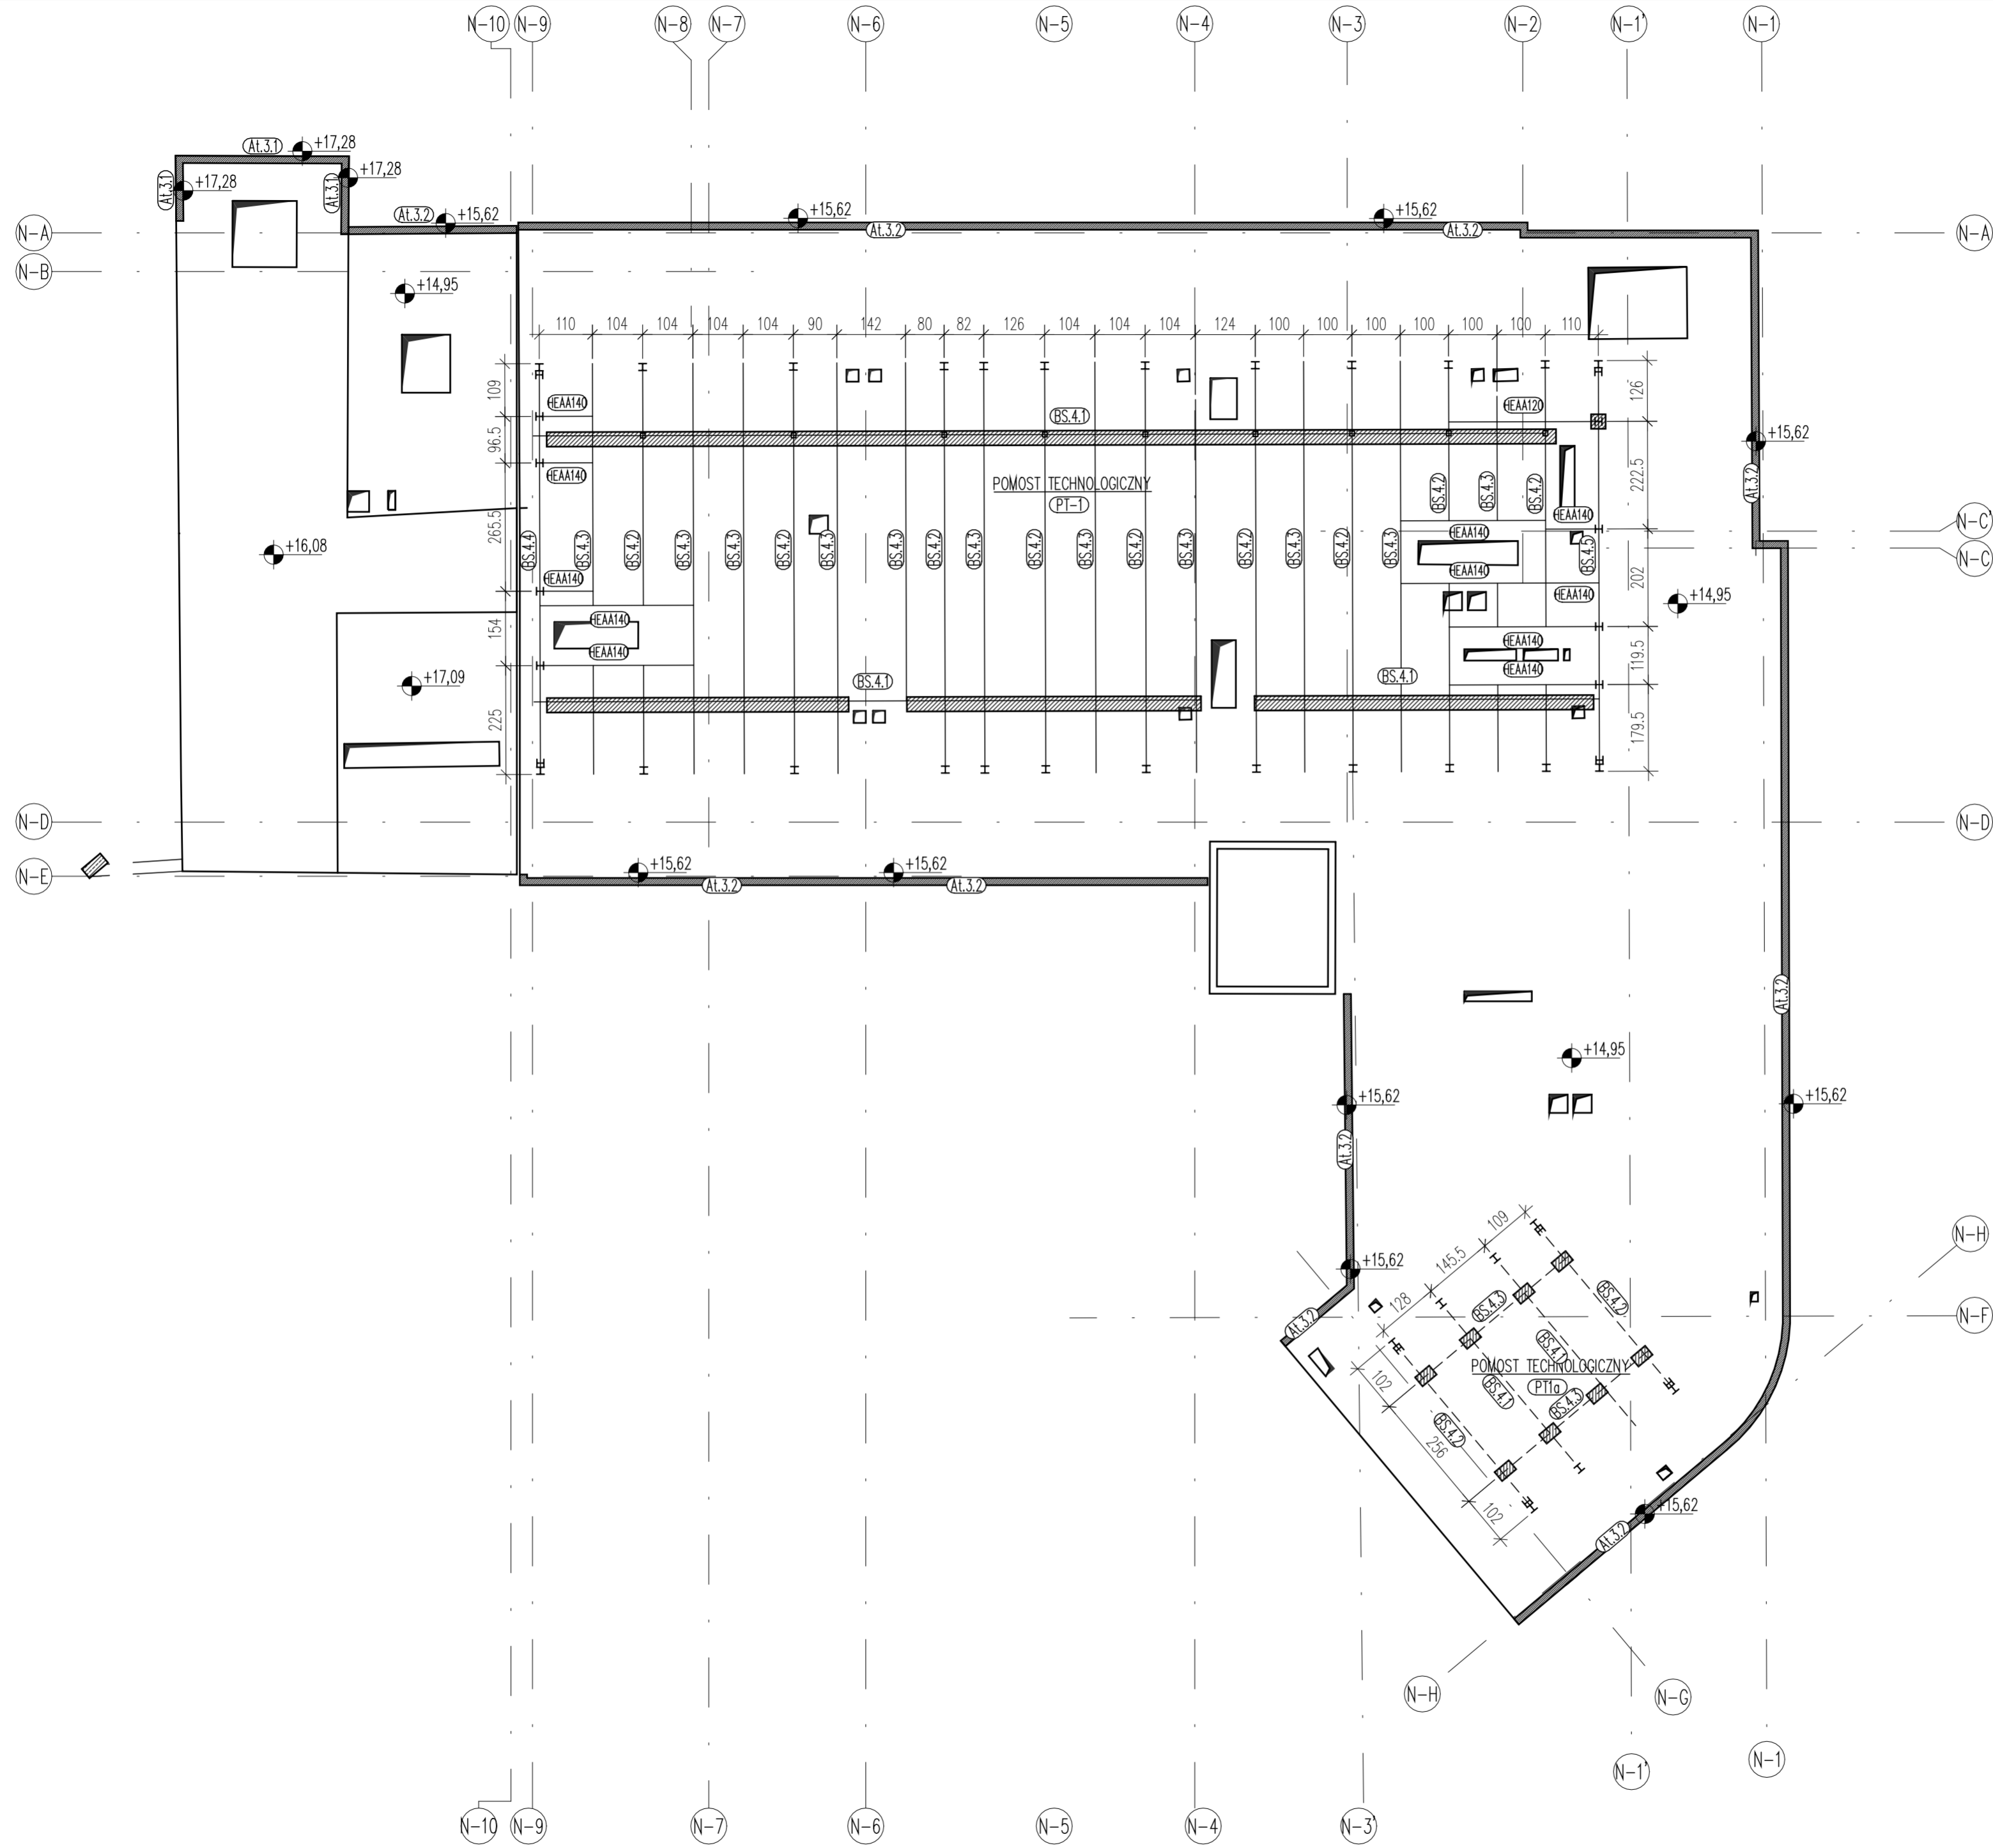 N-10
N-9
N-8
N-7
N-6
N-5
N-4
N-3
N-2
N-1'
N-1
At.3.1
+17,28
At.3.1
+17,28
At.3.1
+17,28
At.3.2
+15,62
+15,62
At.3.2
+15,62
At.3.2
N-A
N-A
N-B
+14,95
110
104
104
104
104
90
142
80
82
126
104
104
104
124
100
100
100
100
100
100
110
109
96.5
265.5
154
225
126
222.5
202
119.5
179.5
HEAA140
BS.4.1
HEAA120
+15,62
At.3.2
HEAA140
POMOST TECHNOLOGICZNY
PT-1
BS.4.2
BS.4.3
BS.4.2
HEAA140
N-C'
N-C
+16,08
BS.4.4
BS.4.3
BS.4.2
BS.4.3
BS.4.3
BS.4.2
BS.4.3
BS.4.3
BS.4.2
BS.4.2
BS.4.3
BS.4.2
BS.4.3
BS.4.2
BS.4.3
BS.4.2
BS.4.3
HEAA140
BS.4.5
HEAA140
HEAA140
HEAA140
+14,95
HEAA140
HEAA140
HEAA140
HEAA140
+17,09
BS.4.1
BS.4.1
N-D
N-D
N-E
+15,62
At.3.2
+15,62
At.3.2
At.3.2
+14,95
+15,62
At.3.2
+15,62
N-H
109
145.5
128
+15,62
At.3.2
BS.4.3
BS.4.2
N-F
BS.4.1
POMOST TECHNOLOGICZNY
PT1a
BS.4.1
BS.4.3
BS.4.2
102
256
102
+15,62
At.3.2
N-H
N-G
N-1'
N-1
N-10
N-9
N-7
N-6
N-5
N-4
N-3'